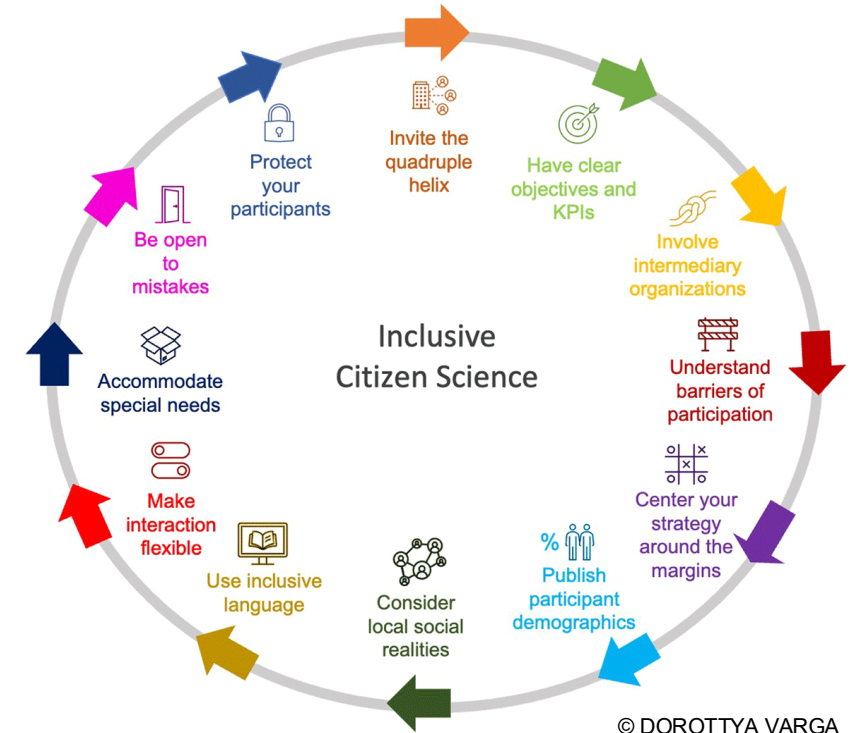 Invite the
quadruple
helix
Have clear
objectives and
KPIs
Involve
intermediary
organizations
Understand
barriers of
participation
Center your
strategy
around the
margins
%
Publish
participant
demographics
Consider
local social
realities
Use inclusive
language
Make
interaction
flexible
Accommodate
special needs
Be open
to
mistakes
Protect
your
participants
Inclusive
Citizen Science
© DOROTTYA VARGA